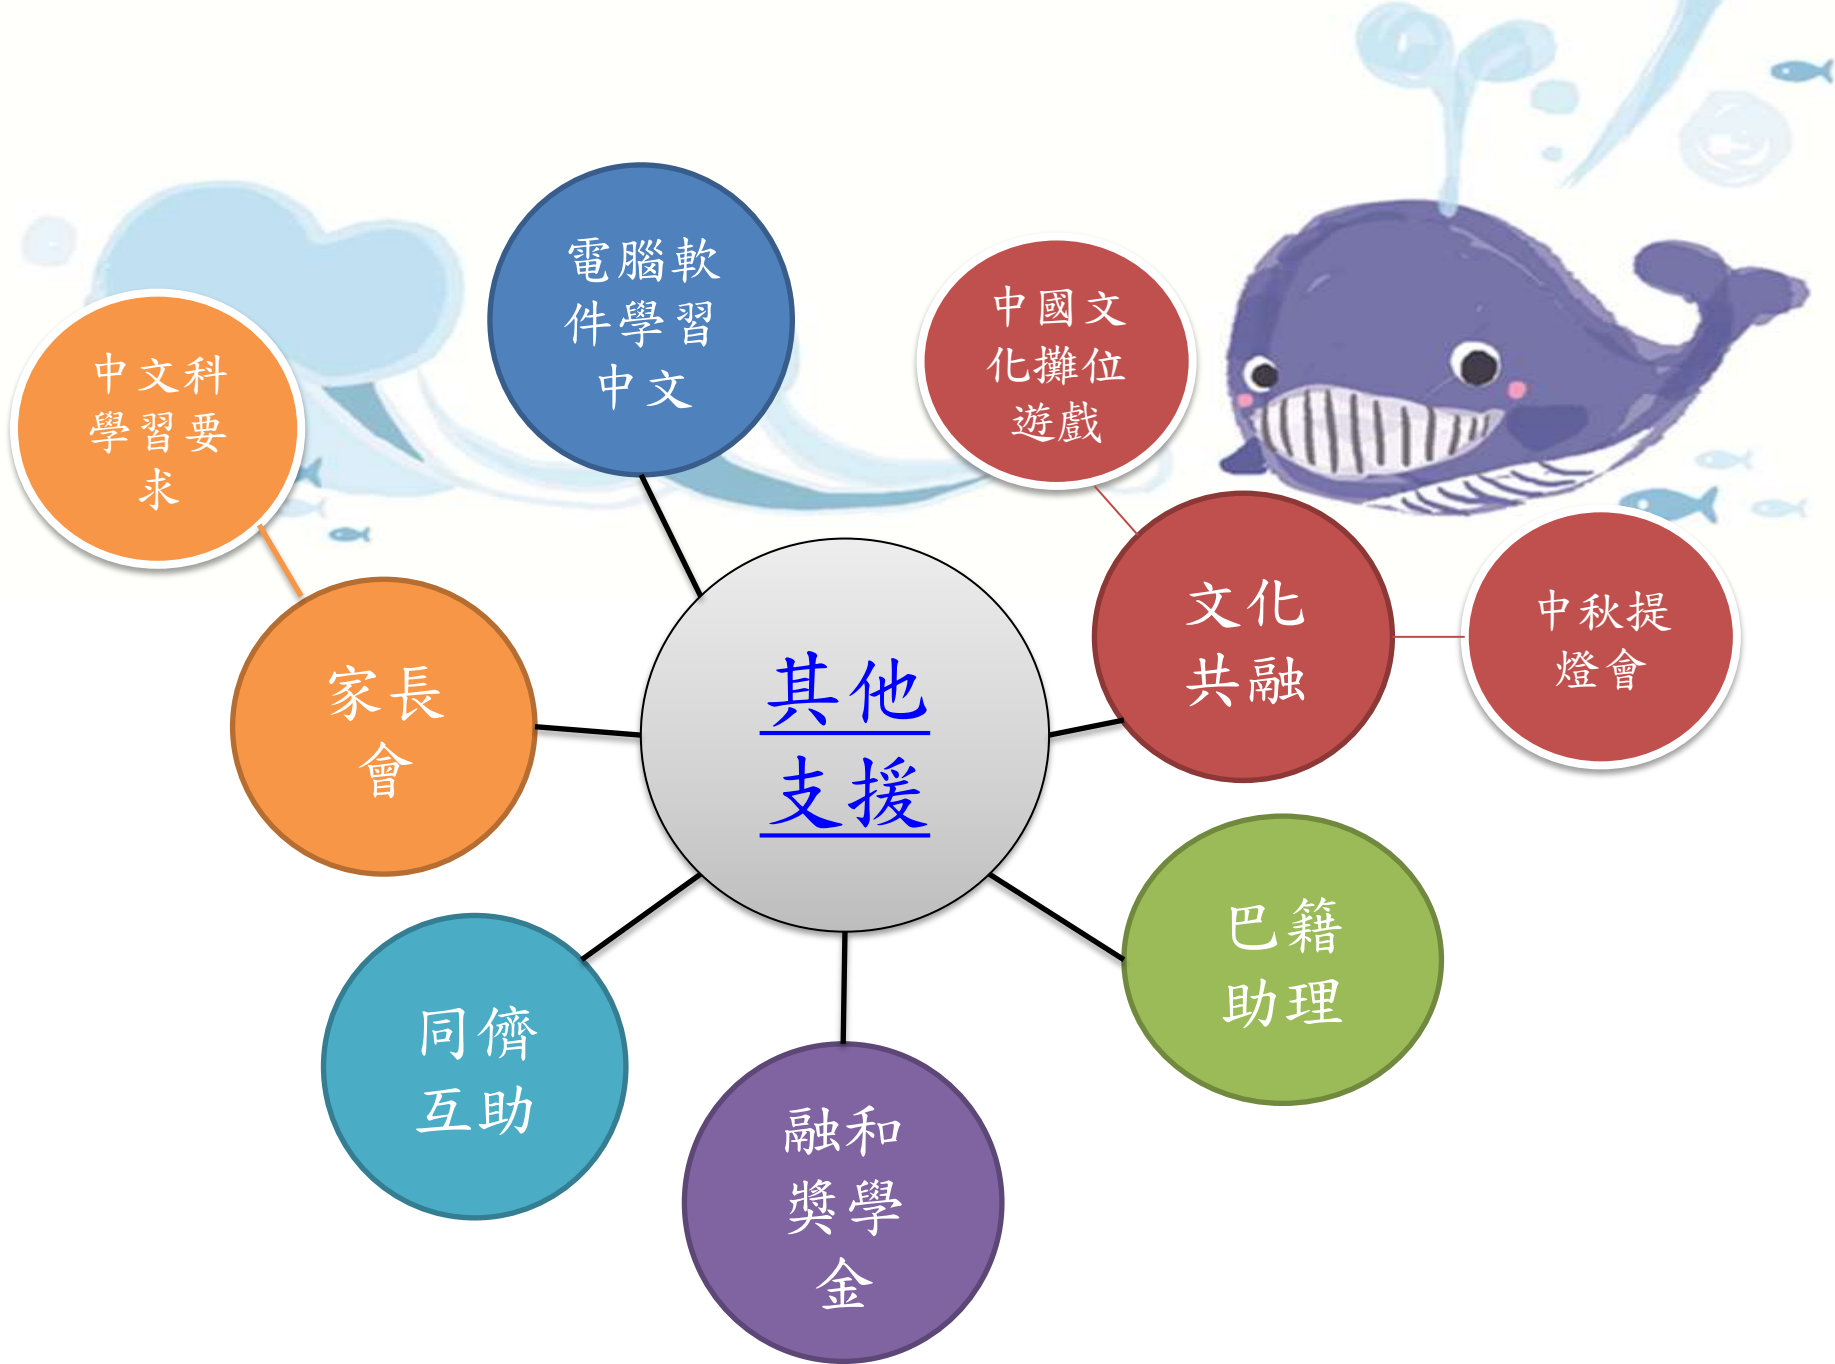 電腦軟
件學習
中文
中國文
化攤位
遊戲
中文科
學習要
求
文化
共融
中秋提
燈會
家長
會
其他
支援
巴籍
助理
同儕
互助
融和
獎學
金